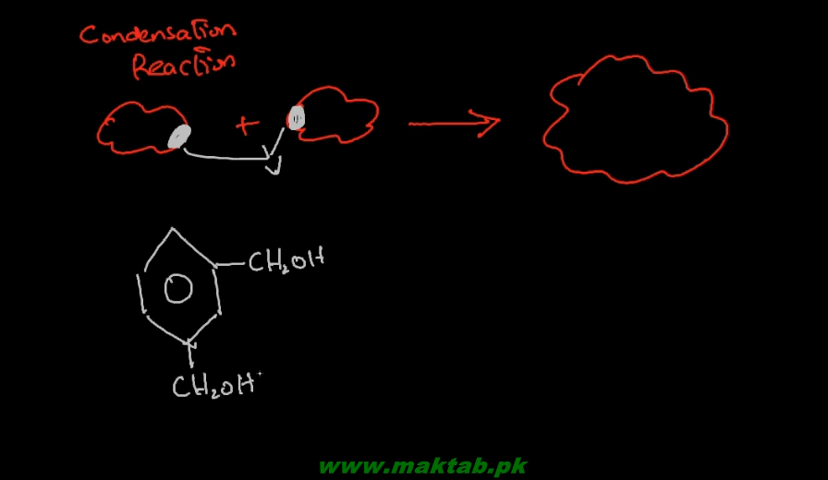 Condensation
Reaction
+
CH₂OH
CH₂OH
www.maktab.pk